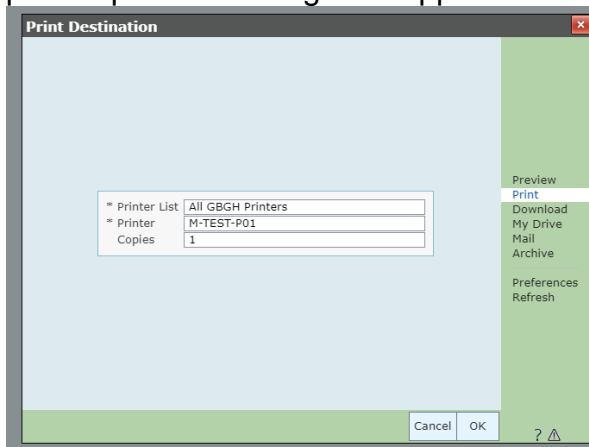 Print Destination
Preview
* Printer List All GBGH Printers
Print
* Printer M-TEST-P01
Download
Copies 1
My Drive
Mail
Archive
Preferences
Refresh
Cancel OK
?